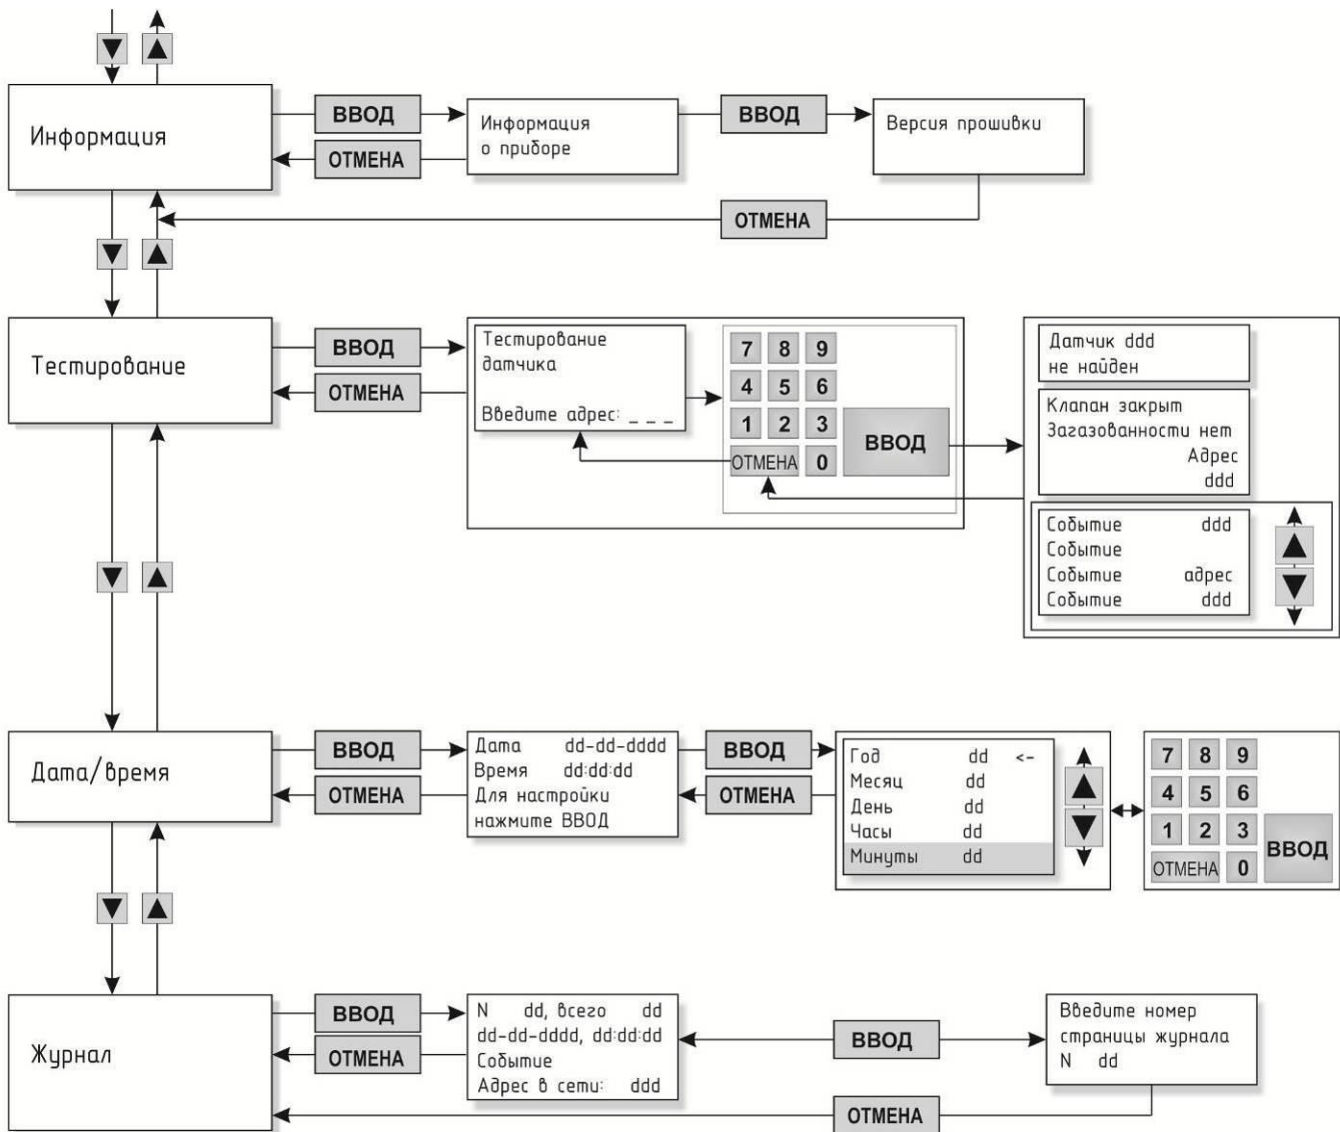 ВВОД
ОТМЕНА
Информация
Информация
о приборе
ВВОД
Версия прошивки
ОТМЕНА
Тестирование
ВВОД
ОТМЕНА
Тестирование
датчика
Введите адрес: _ _ _
7 8 9
4 5 6
1 2 3
ОТМЕНА 0
ВВОД
Датчик ddd
не найден
Клапан закрыт
Загазованности нет
Адрес
ddd
Событие ddd
Событие
Событие адрес
Событие ddd
Дата/время
ВВОД
ОТМЕНА
Дата dd-dd-dddd
Время dd:dd:dd
Для настройки
нажмите ВВОД
ВВОД
ОТМЕНА
Год dd <-
Месяц dd
День dd
Часы dd
Минуты dd
7 8 9
4 5 6
1 2 3
ОТМЕНА 0
ВВОД
Журнал
ВВОД
ОТМЕНА
N dd, всего dd
dd-dd-dddd, dd:dd:dd
Событие
Адрес в сети: ddd
ВВОД
Введите номер
страницы журнала
N dd
ОТМЕНА